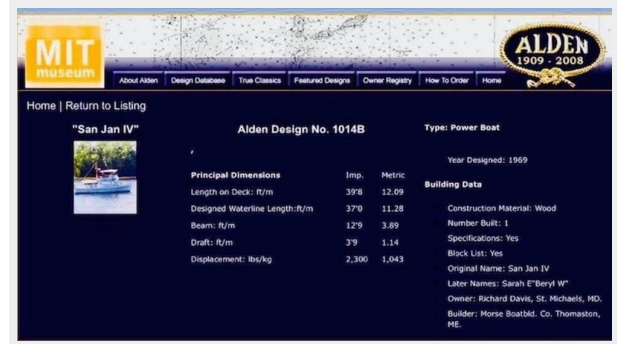 MIT
museum
ALDEN
1909 - 2008
About Alden
Design Database
True Classics
Featured Designs
Owner Registry
How To Order
Home
Home | Return to Listing
"San Jan IV"
Alden Design No. 1014B
,
Principal Dimensions Imp. Metric
Length on Deck: ft/m 39'8 12.09
Designed Waterline Length:ft/m 37'0 11.28
Beam: ft/m 12'9 3.89
Draft: ft/m 3'9 1.14
Displacement: lbs/kg 2,300 1,043
Type: Power Boat
Year Designed: 1969
Building Data
Construction Material: Wood
Number Built: 1
Specifications: Yes
Block List: Yes
Original Name: San Jan IV
Later Names: Sarah E"Beryl W"
Owner: Richard Davis, St. Michaels, MD.
Builder: Morse Boatbld. Co. Thomaston,
ME.